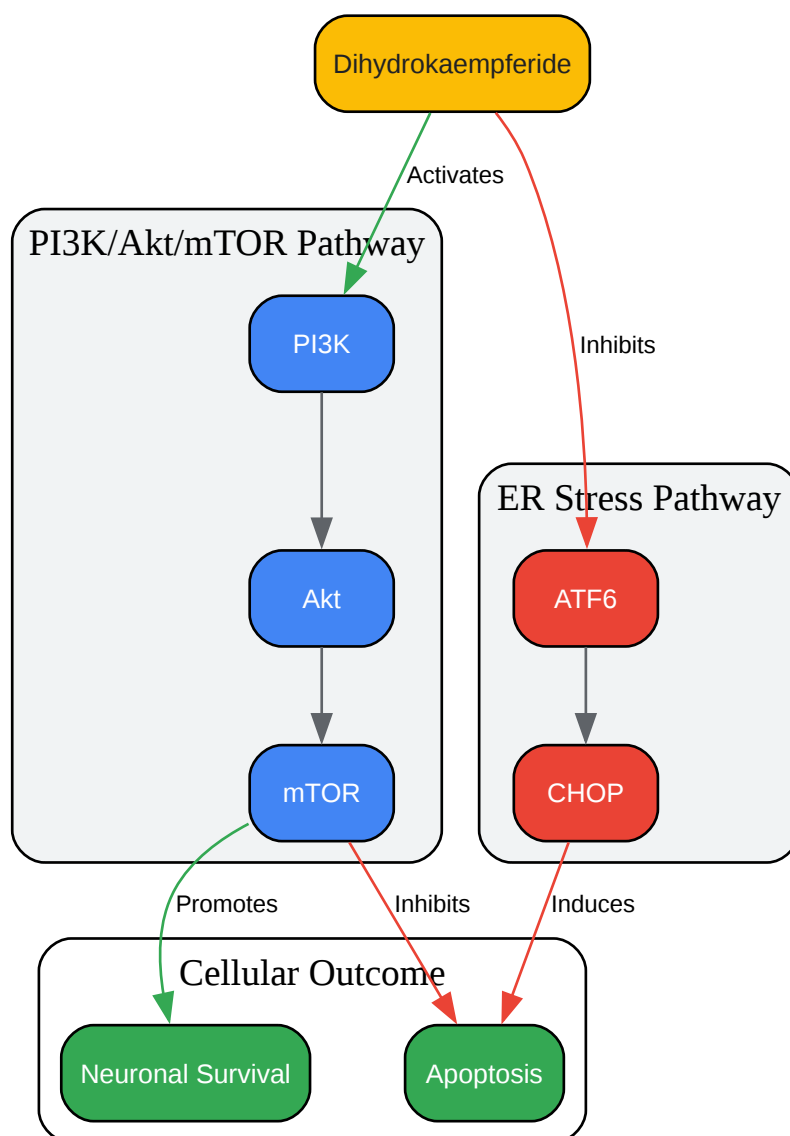 Dihydrokaempferide
Activates
PI3K/Akt/mTOR Pathway
PI3K
Inhibits
ER Stress Pathway
Akt
ATF6
mTOR
CHOP
Promotes
Inhibits
Induces
Cellular Outcome
Neuronal Survival
Apoptosis